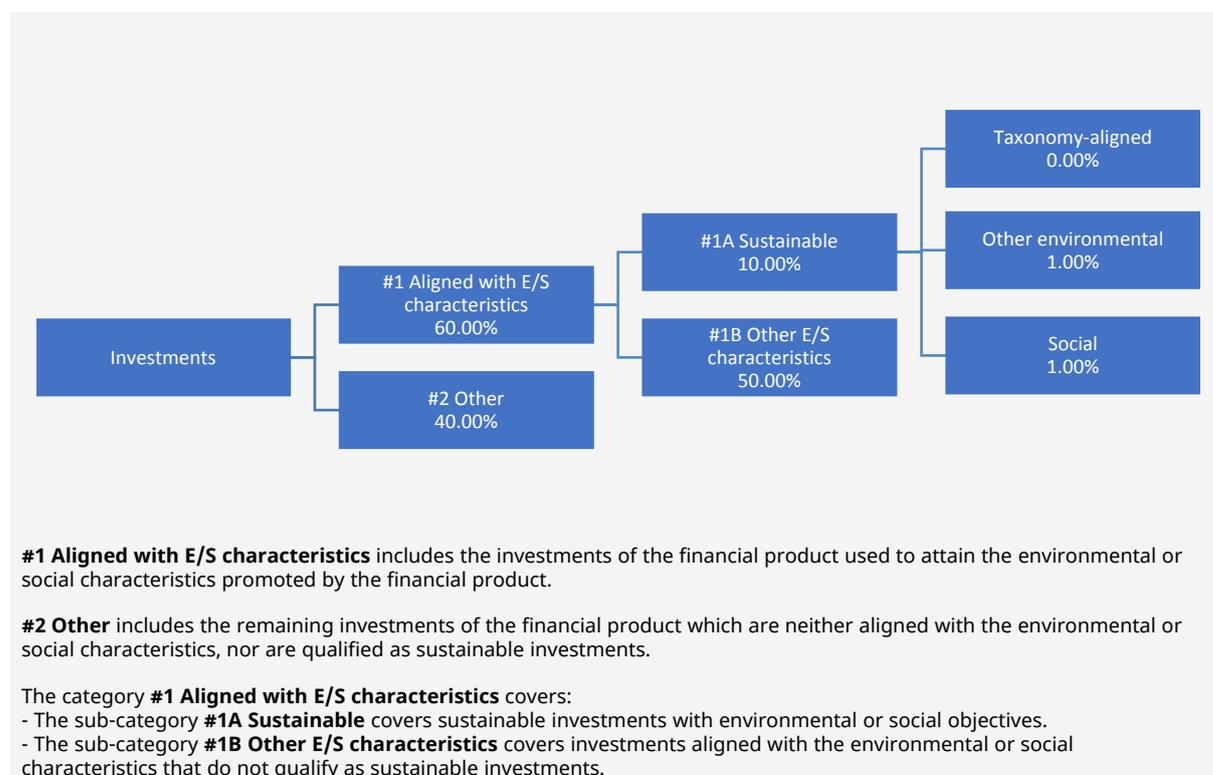 Taxonomy-aligned
0.00%
#1A Sustainable
10.00%
Other environmental
1.00%
#1 Aligned with E/S
characteristics
60.00%
Investments
#1B Other E/S
characteristics
50.00%
Social
1.00%
#2 Other
40.00%
#1 Aligned with E/S characteristics includes the investments of the financial product used to attain the environmental or
social characteristics promoted by the financial product.
#2 Other includes the remaining investments of the financial product which are neither aligned with the environmental or
social characteristics, nor are qualified as sustainable investments.
The category #1 Aligned with E/S characteristics covers:
- The sub-category #1A Sustainable covers sustainable investments with environmental or social objectives.
- The sub-category #1B Other E/S characteristics covers investments aligned with the environmental or social
characteristics that do not qualify as sustainable investments.